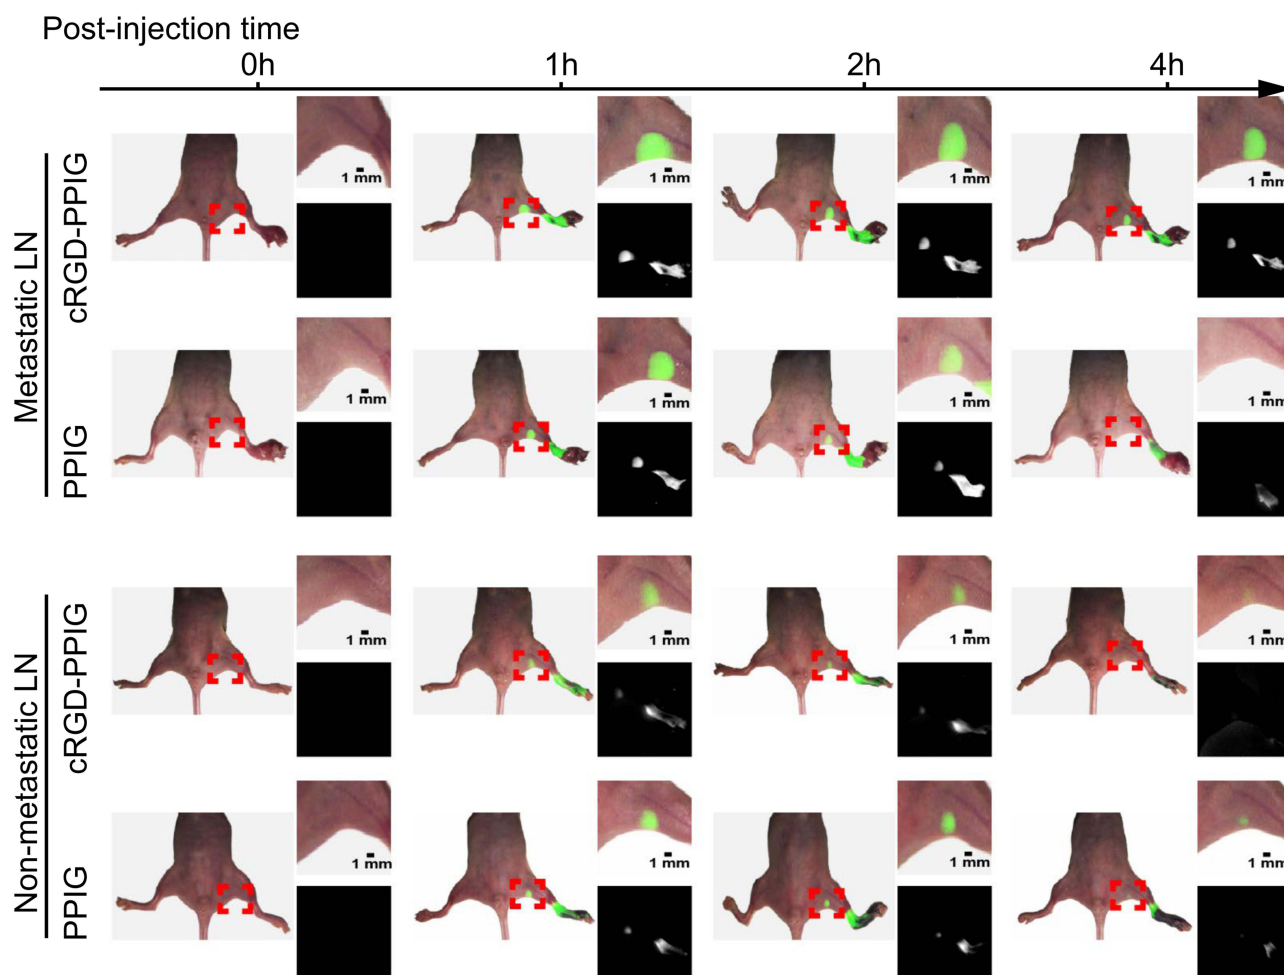 Post-injection time
0h 1h 2h 4h
Metastatic LN
cRGD-PPIG
1 mm 1 mm 1 mm 1 mm
PPIG
1 mm 1 mm 1 mm 1 mm
Non-metastatic LN
cRGD-PPIG
1 mm 1 mm 1 mm 1 mm
PPIG
1 mm 1 mm 1 mm 1 mm